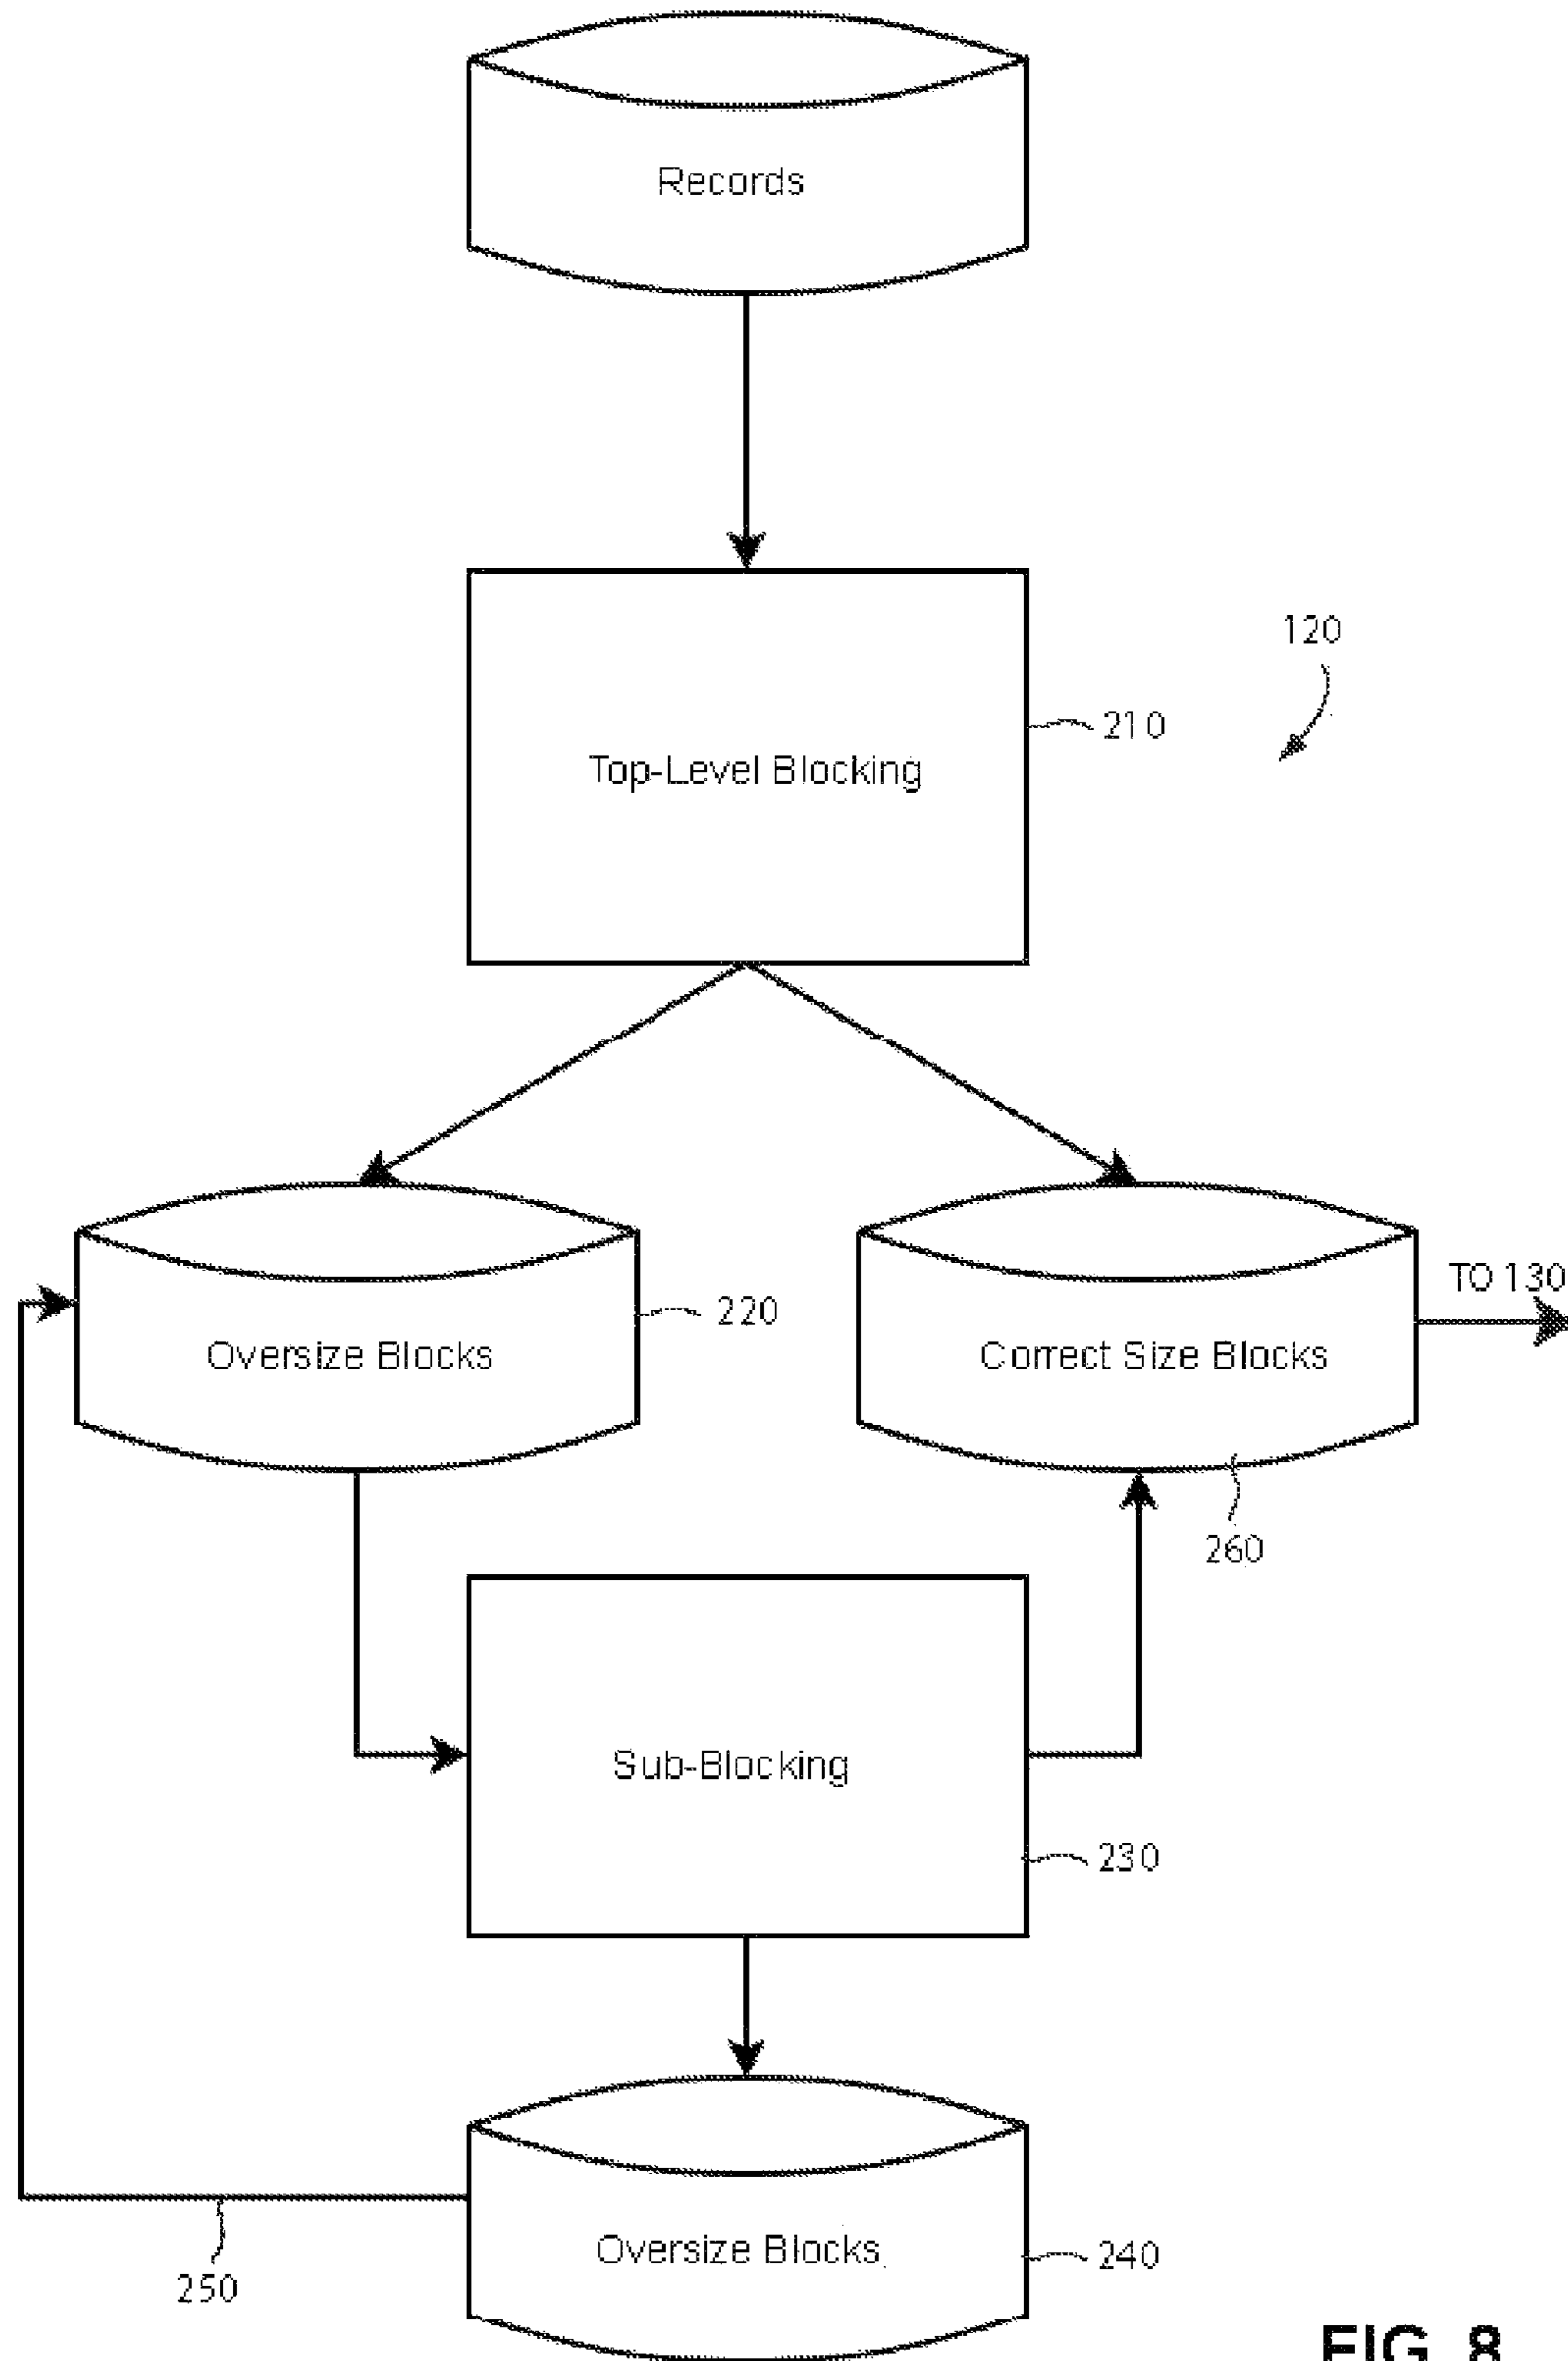 Records
120
210
Top-Level Blocking
TO 130
220
Oversize Blocks
Correct Size Blocks
260
Sub-Blocking
230
Oversize Blocks
240
250
FIG. 8